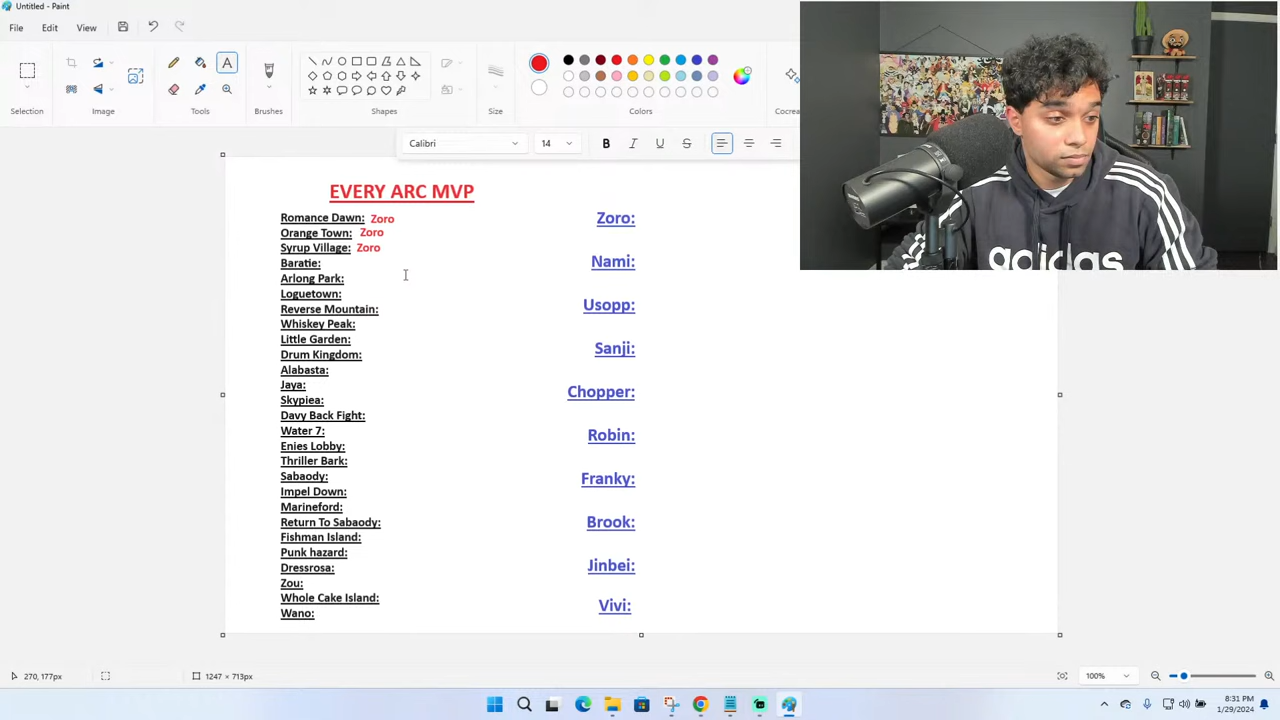 Untitled - Paint
File Edit View
Selection Image Tools Brushes Shapes Size Colors Cocrea
Calibri 14 B I U S
EVERY ARC MVP
Romance Dawn: Zoro
Orange Town: Zoro
Syrup Village: Zoro
Baratie:
Arlong Park:
Loguetown:
Reverse Mountain:
Whiskey Peak:
Little Garden:
Drum Kingdom:
Alabasta:
Jaya:
Skypiea:
Davy Back Fight:
Water 7:
Enies Lobby:
Thriller Bark:
Sabaody:
Impel Down:
Marineford:
Return To Sabaody:
Fishman Island:
Punk hazard:
Dressrosa:
Zou:
Whole Cake Island:
Wano:
Zoro:
Nami:
Usopp:
Sanji:
Chopper:
Robin:
Franky:
Brook:
Jinbei:
Vivi:
adidas
270, 177px
1247 × 713px
100%
8:31 PM
1/29/2024